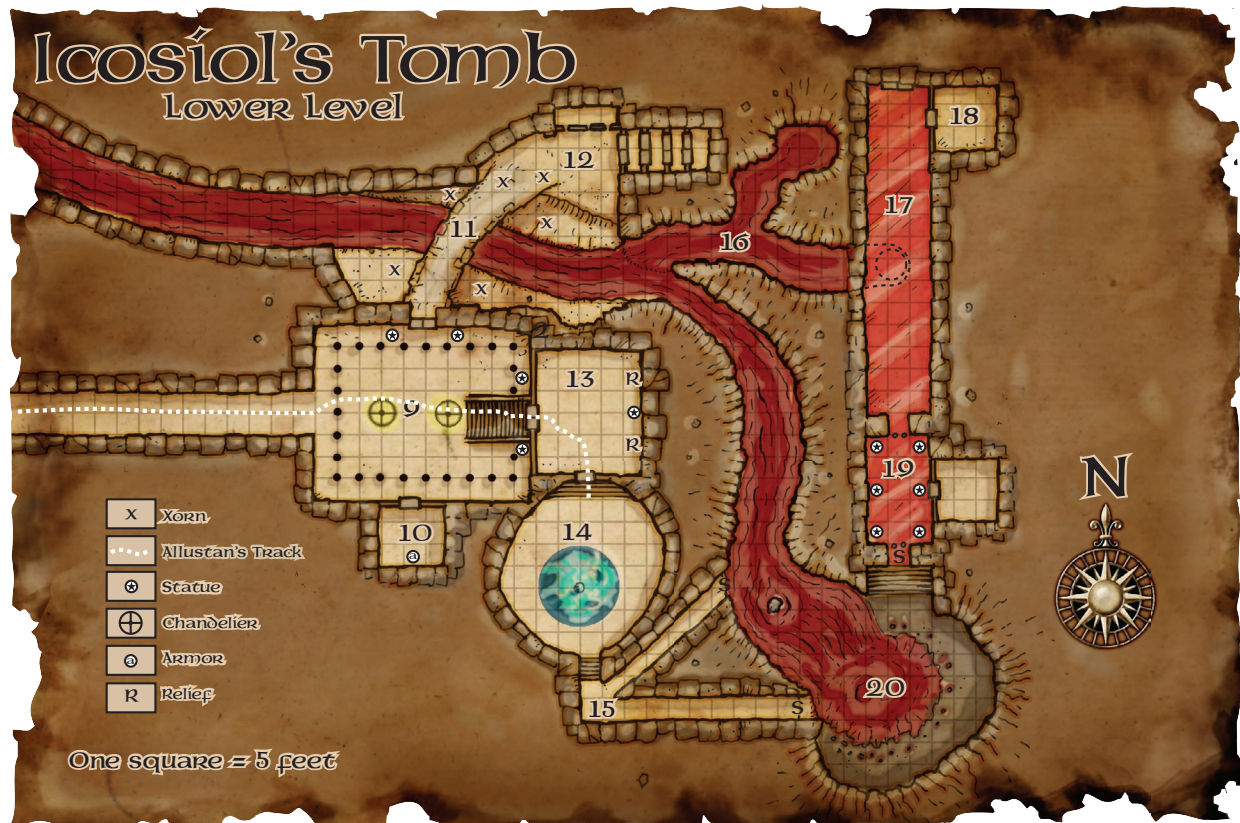 Icosiol's Tomb
Lower Level
18
12
X X X
17
X
11
16
X
X
13 R
9
R
N
19
X Xorn
10 14
a
Allustan's Track
S
S
Statue
Chandelier
a Armor
20
R Relief
15 S
One square = 5 feet